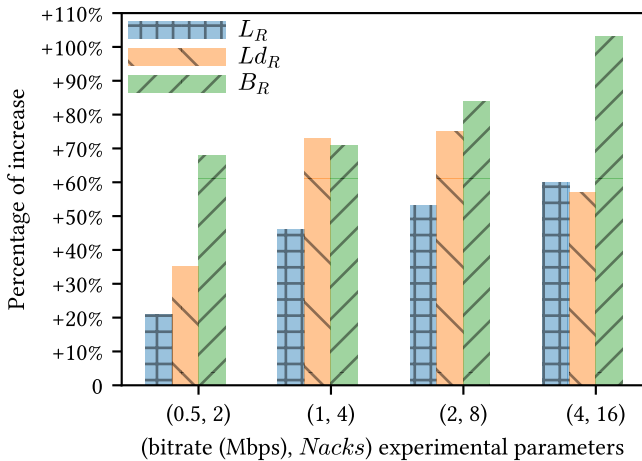 +110%
+100%
+90%
+80%
+70%
+60%
+50%
+40%
+30%
+20%
+10%
0
Percentage of increase
L_R
Ld_R
B_R
(0.5, 2) (1, 4) (2, 8) (4, 16)
(bitrate (Mbps), Nacks) experimental parameters